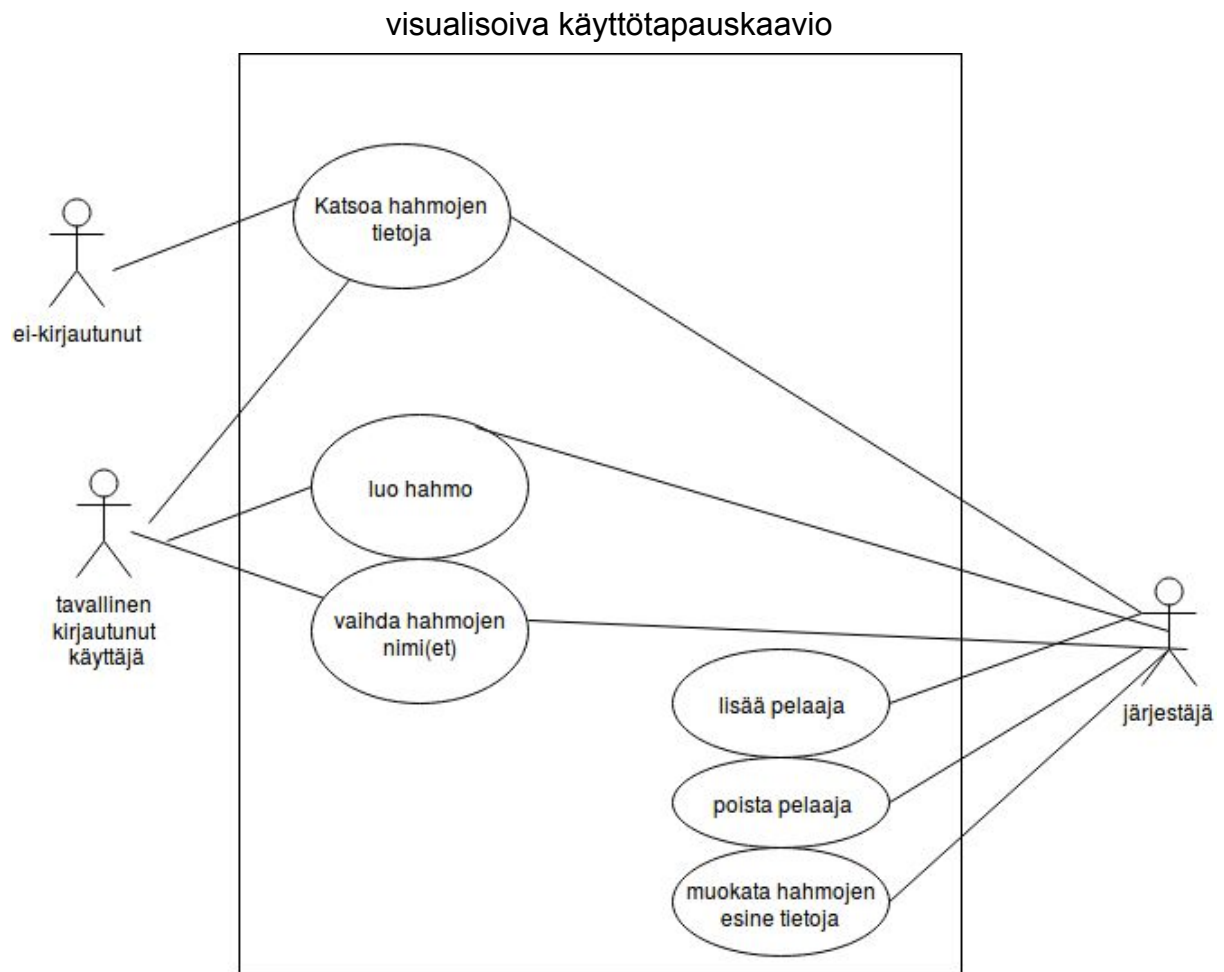 visualisoiva käyttötapauskaavio
Katsoa hahmojen
tietoja
ei-kirjautunut
luo hahmo
tavallinen
kirjautunut
käyttäjä
vaihda hahmojen
nimi(et)
lisää pelaaja
järjestäjä
poista pelaaja
muokata hahmojen
esine tietoja